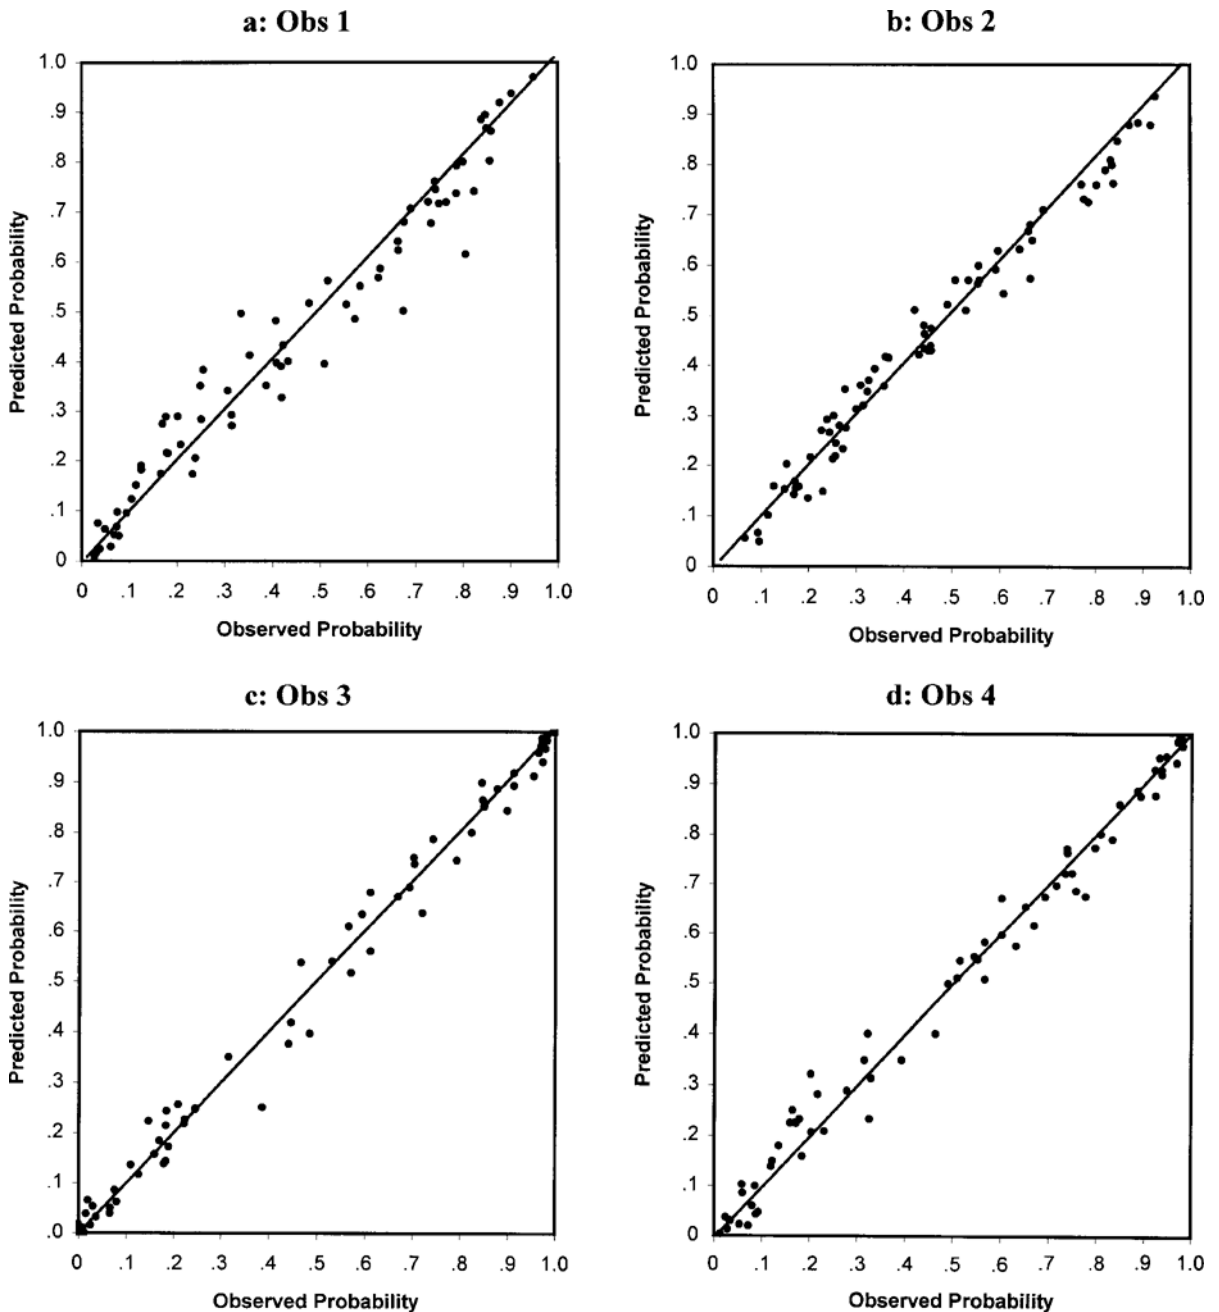 a: Obs 1
1.0
.9
.8
.7
.6
.5
.4
.3
.2
.1
0
Predicted Probability
0 .1 .2 .3 .4 .5 .6 .7 .8 .9 1.0
Observed Probability
b: Obs 2
1.0
.9
.8
.7
.6
.5
.4
.3
.2
.1
0
Predicted Probability
0 .1 .2 .3 .4 .5 .6 .7 .8 .9 1.0
Observed Probability
c: Obs 3
1.0
.9
.8
.7
.6
.5
.4
.3
.2
.1
.0
Predicted Probability
0 .1 .2 .3 .4 .5 .6 .7 .8 .9 1.0
Observed Probability
d: Obs 4
1.0
.9
.8
.7
.6
.5
.4
.3
.2
.1
0
Predicted Probability
0 .1 .2 .3 .4 .5 .6 .7 .8 .9 1.0
Observed Probability